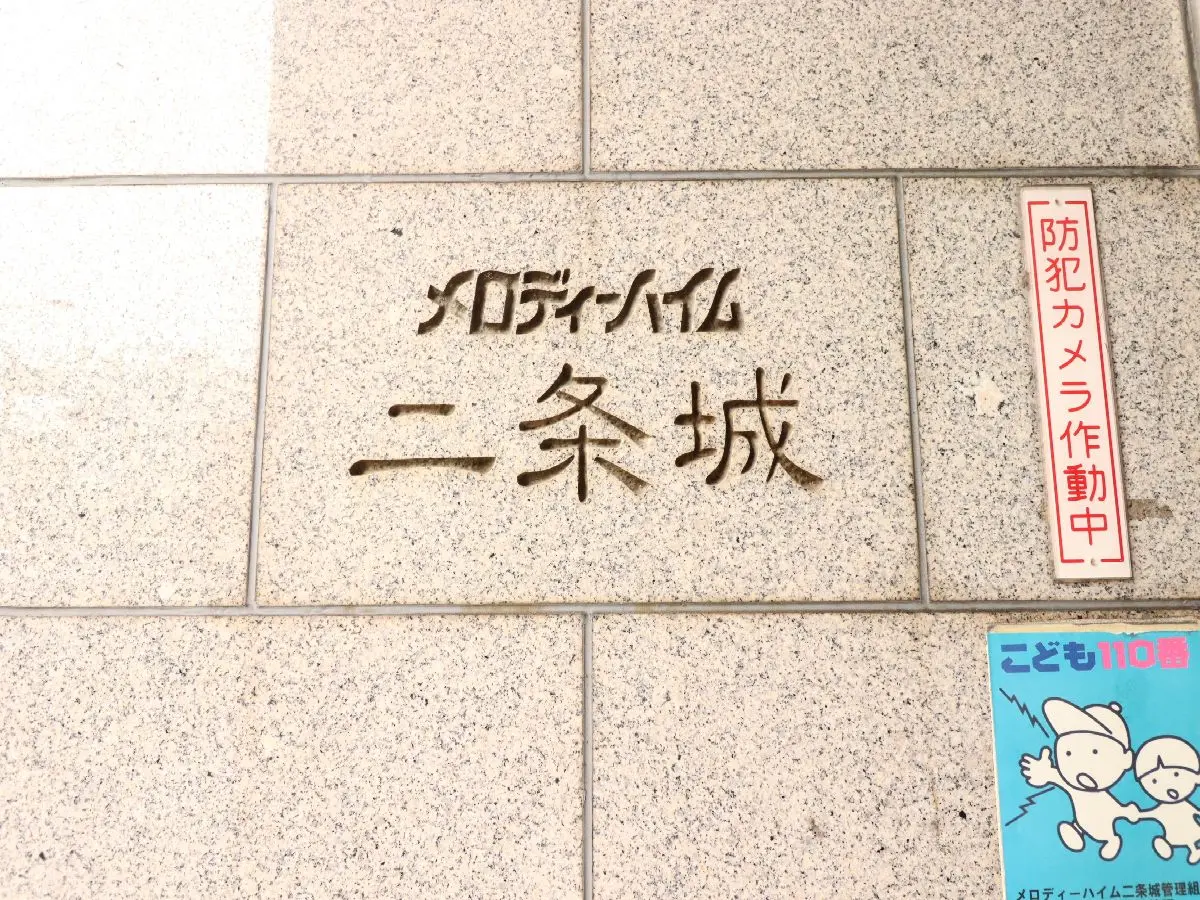 メロディーハイム
二条城
防犯カメラ作動中
こども110番
メロディーハイム二条城管理組